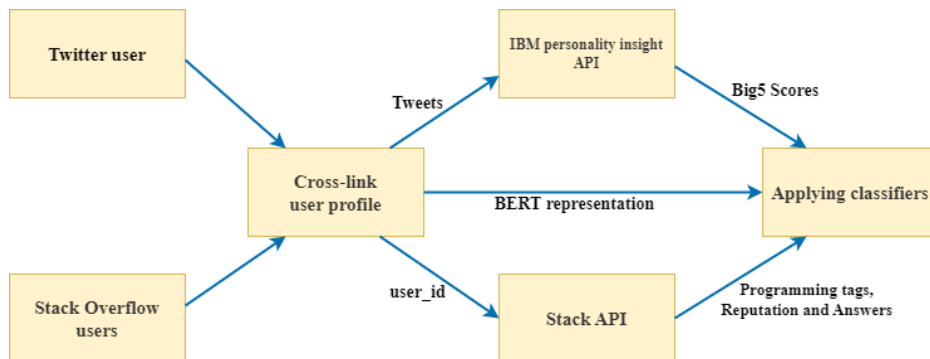 Twitter user
IBM personality insight
API
Tweets
Big5 Scores
Cross-link
user profile
BERT representation
Applying classifiers
Stack Overflow
users
user_id
Stack API
Programming tags,
Reputation and Answers